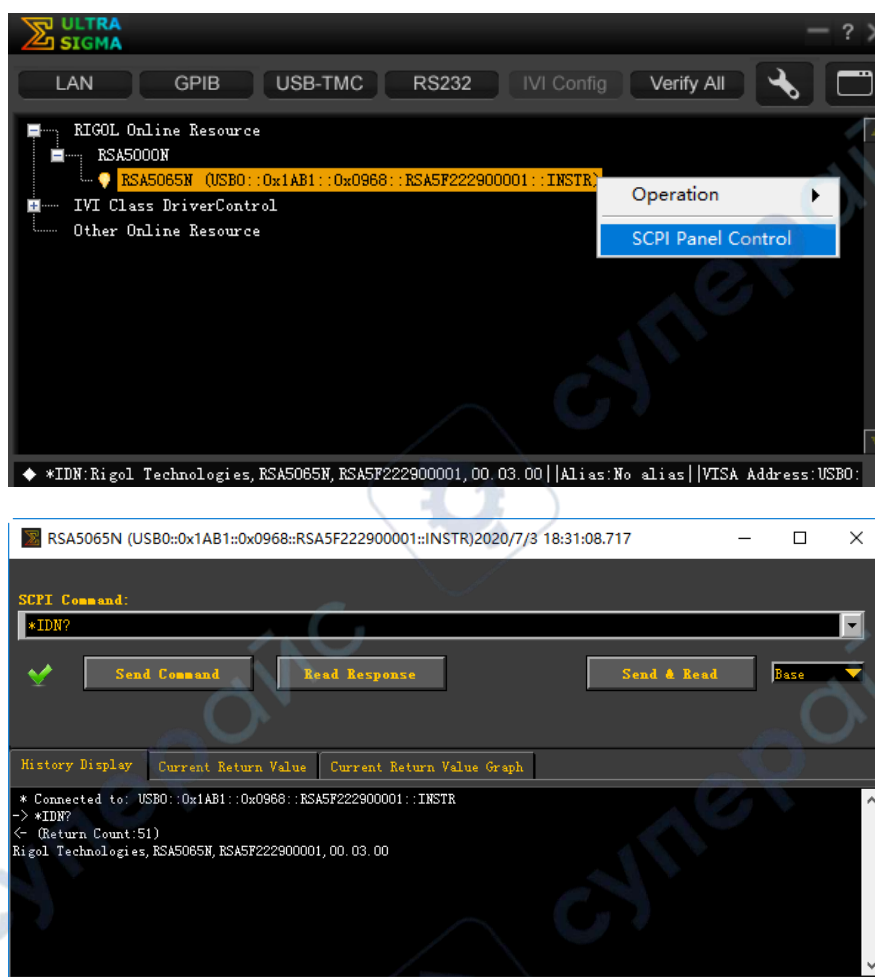 ULTRA
SIGMA
LAN GPIB USB-TMC RS232 IVI Config Verify All
RIGOL Online Resource
RSA5000N
RSA5065N (USB0::0x1AB1::0x0968::RSA5F222900001::INSTR)
Operation
IVI Class DriverControl
Other Online Resource
SCPI Panel Control
*IDN:Rigol Technologies,RSA5065N,RSA5F222900001,00.03.00||Alias:No alias||VISA Address:USB0:
RSA5065N (USB0::0x1AB1::0x0968::RSA5F222900001::INSTR)2020/7/3 18:31:08.717
SCPI Command:
*IDN?
Send Command Read Response Send & Read Base
History Display Current Return Value Current Return Value Graph
* Connected to: USB0::0x1AB1::0x0968::RSA5F222900001::INSTR
-> *IDN?
<- (Return Count:51)
Rigol Technologies,RSA5065N,RSA5F222900001,00.03.00
суперайс